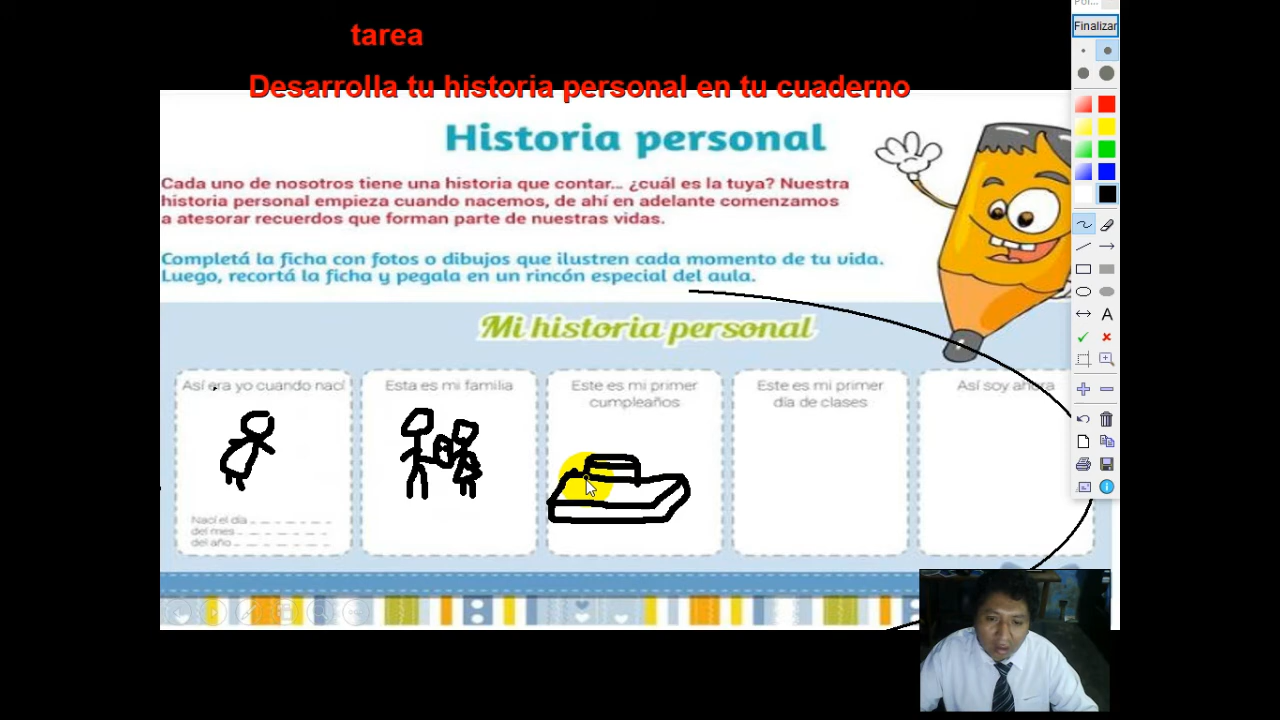 tarea
Desarrolla tu historia personal en tu cuaderno
Finalizar
Historia personal
Cada uno de nosotros tiene una historia que contar... ¿cuál es la tuya? Nuestra
historia personal empieza cuando nacemos, de ahí en adelante comenzamos
a atesorar recuerdos que forman parte de nuestras vidas.
Completá la ficha con fotos o dibujos que ilustren cada momento de tu vida.
Luego, recortá la ficha y pegala en un rincón especial del aula.
Mi historia personal
Así era yo cuando nací
Esta es mi familia
Este es mi primer
cumpleaños
Este es mi primer
día de clases
Así soy ahora
Nací el día
del mes
del año
A